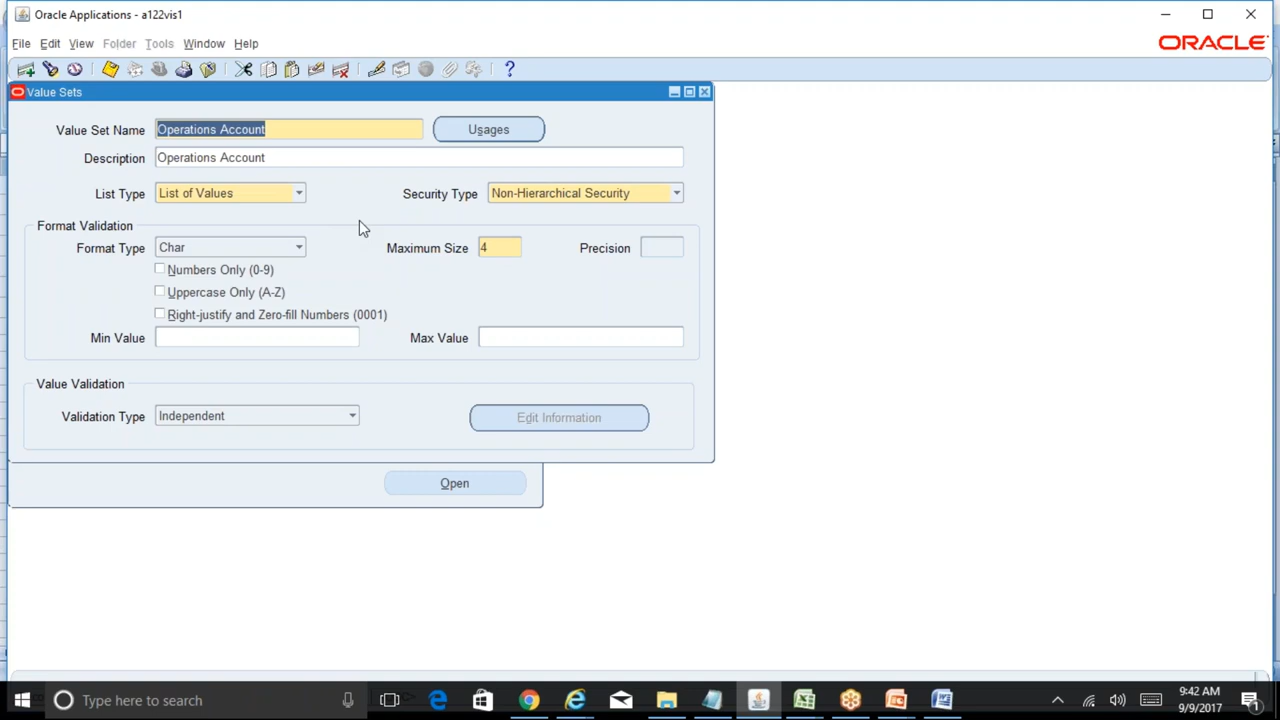 Oracle Applications - a122vis1
File Edit View Folder Tools Window Help
ORACLE
Value Sets
Value Set Name Operations Account Usages
Description Operations Account
List Type List of Values Security Type Non-Hierarchical Security
Format Validation
Format Type Char Maximum Size 4 Precision
Numbers Only (0-9)
Uppercase Only (A-Z)
Right-justify and Zero-fill Numbers (0001)
Min Value Max Value
Value Validation
Validation Type Independent Edit Information
Open
Type here to search
9:42 AM
9/9/2017